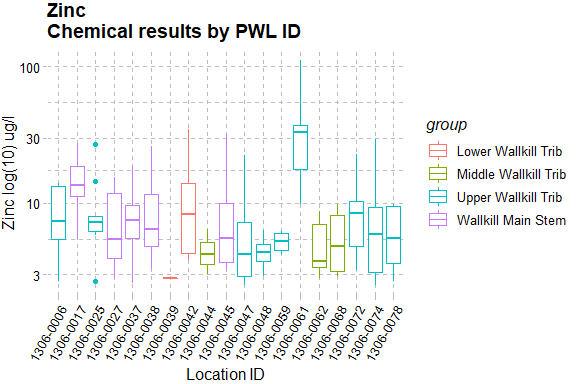 Zinc
Chemical results by PWL ID
Zinc log(10) ug/l
100
30
10
3
1306-0006
1306-0017
1306-0025
1306-0027
1306-0037
1306-0038
1306-0039
1306-0042
1306-0044
1306-0045
1306-0047
1306-0048
1306-0059
1306-0061
1306-0062
1306-0068
1306-0072
1306-0074
1306-0078
Location ID
group
Lower Wallkill Trib
Middle Wallkill Trib
Upper Wallkill Trib
Wallkill Main Stem